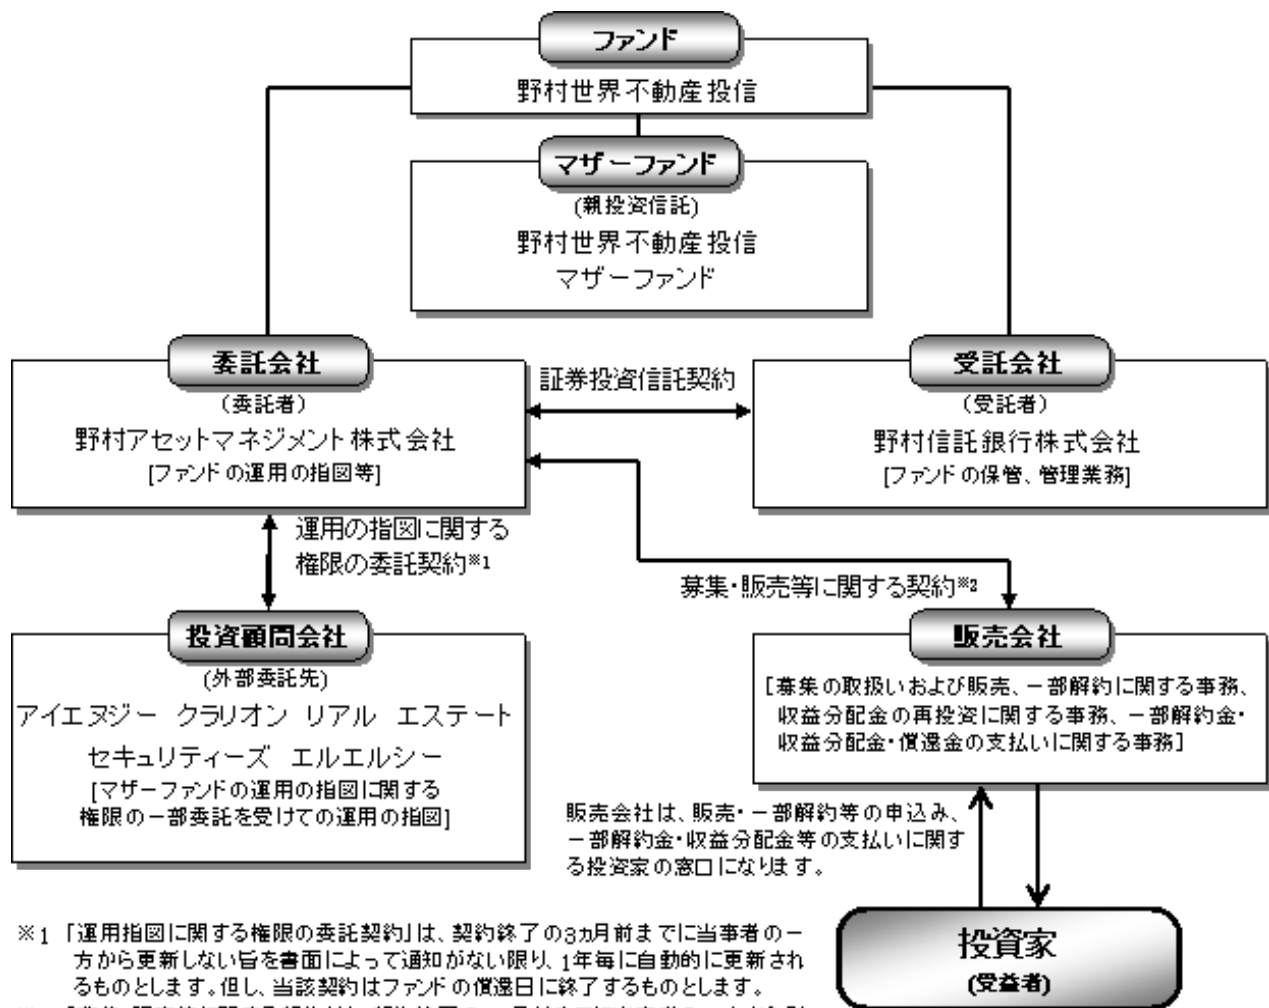 ファンド
野村世界不動産投信
マザーファンド
(親投資信託)
野村世界不動産投信
マザーファンド
委託会社
(委託者)
野村アセットマネジメント株式会社
[ファンドの運用の指図等]
証券投資信託契約
受託会社
(受託者)
野村信託銀行株式会社
[ファンドの保管、管理業務]
運用の指図に関する
権限の委託契約※1
募集・販売等に関する契約※2
投資顧問会社
(外部委託先)
アイエヌジー クラリオン リアル エステート
セキュリティーズ エルエルシー
[マザーファンドの運用の指図に関する
権限の一部委託を受けての運用の指図]
販売会社
[募集の取扱いおよび販売、一部解約に関する事務、
収益分配金の再投資に関する事務、一部解約金・
収益分配金・償還金の支払いに関する事務]
販売会社は、販売・一部解約等の申込み、
一部解約金・収益分配金等の支払いに関す
る投資家の窓口になります。
投資家
(受益者)
※1 「運用指図に関する権限の委託契約」は、契約終了の3ヵ月前までに当事者の一
方から更新しない旨を書面によって通知がない限り、1年毎に自動的に更新され
るものとします。但し、当該契約はファンドの償還日に終了するものとします。